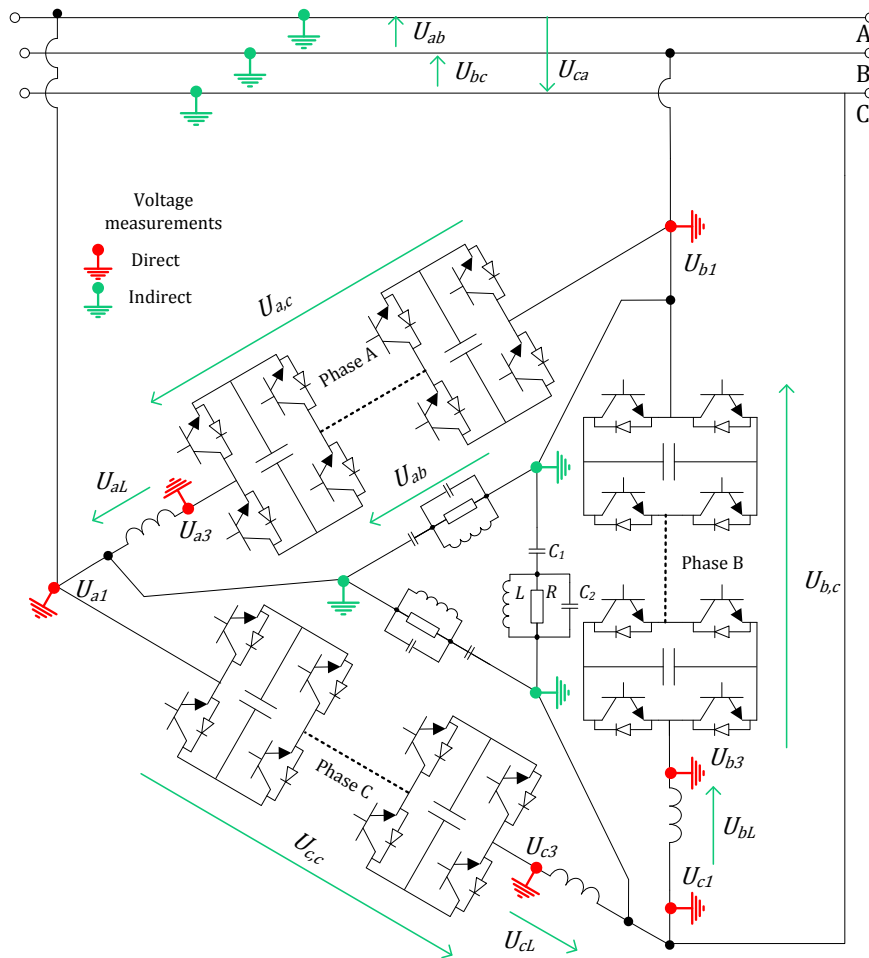 A
U_ab
B
U_bc
U_ca
C
Voltage
measurements
Direct
Indirect
U_b1
U_a,c
Phase A
U_ab
U_aL
U_a3
C_1
Phase B
U_a1
L R C_2
U_b,c
U_b3
Phase C
U_c,c
U_bL
U_c3
U_c1
U_cL